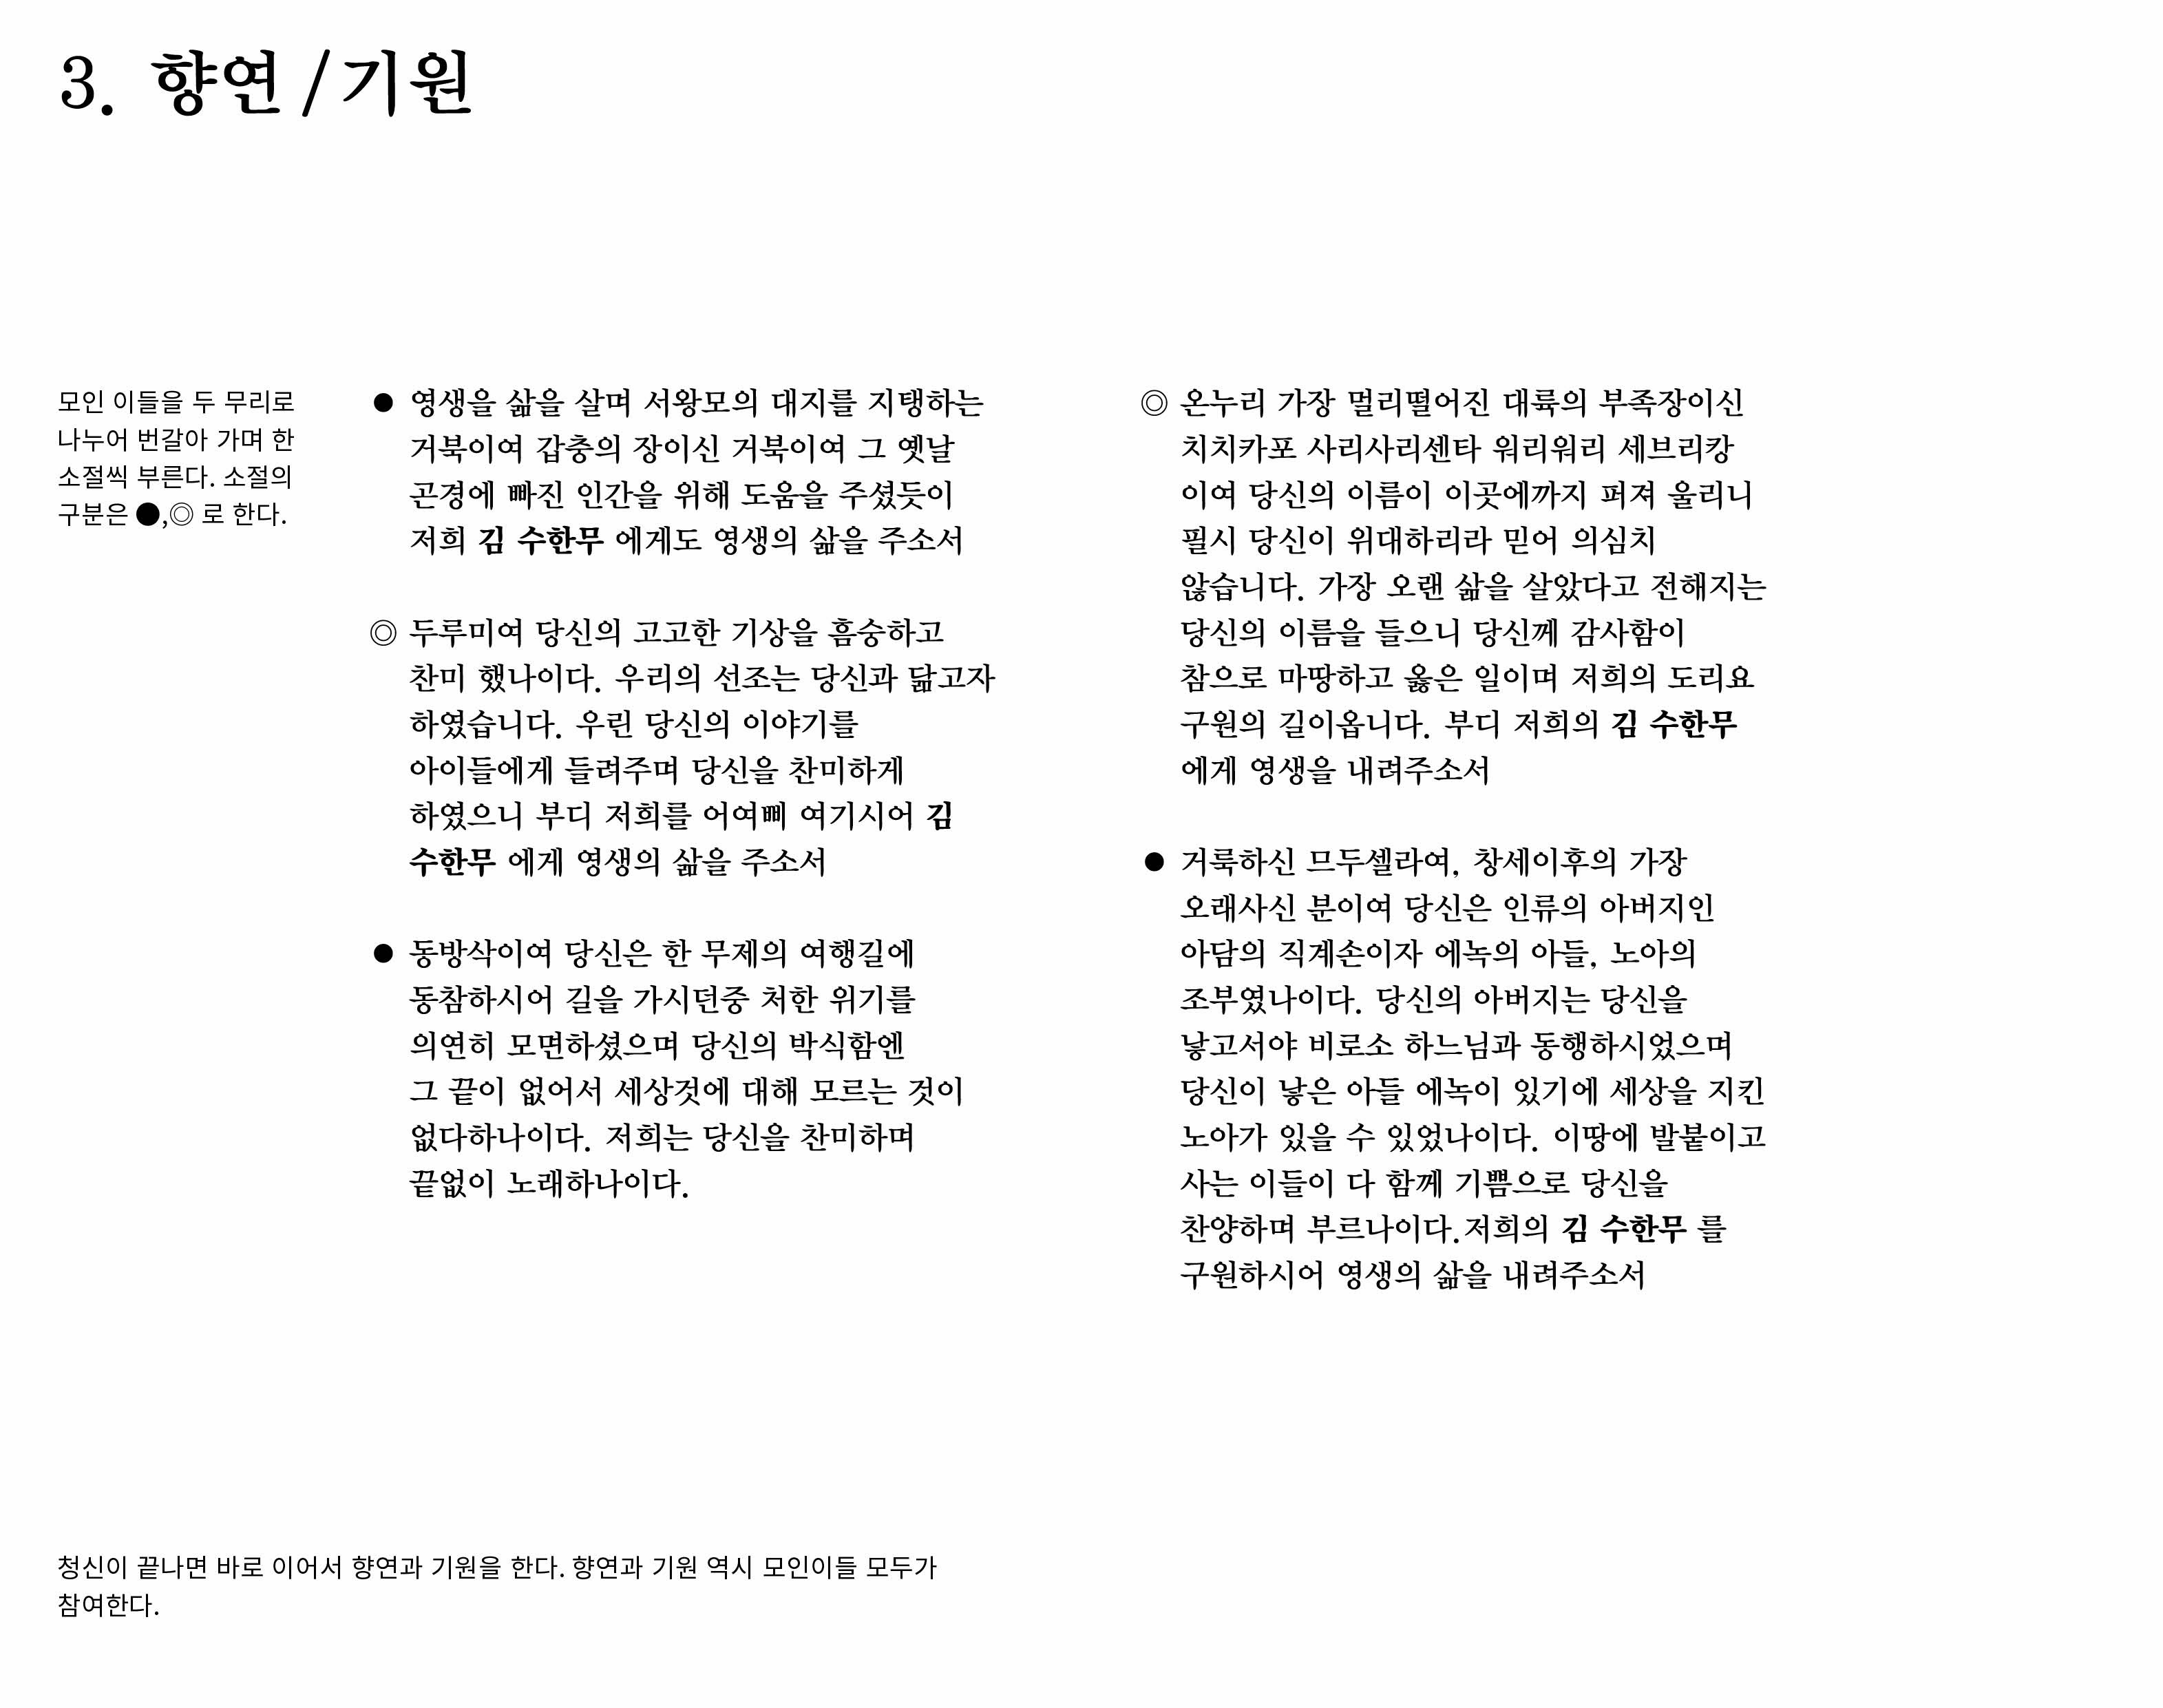 3. 향연/기원
모인 이들을 두 무리로
나누어 번갈아 가며 한
소절씩 부른다. 소절의
구분은 ●,◎ 로 한다.
● 영생을 삶을 살며 서왕모의 대지를 지탱하는
거북이여 갑충의 장이신 거북이여 그 옛날
곤경에 빠진 인간을 위해 도움을 주셨듯이
저희 김 수한무 에게도 영생의 삶을 주소서
◎ 두루미여 당신의 고고한 기상을 흠숭하고
찬미 했나이다. 우리의 선조는 당신과 닮고자
하였습니다. 우린 당신의 이야기를
아이들에게 들려주며 당신을 찬미하게
하였으니 부디 저희를 어여삐 여기시어 김
수한무 에게 영생의 삶을 주소서
● 동방삭이여 당신은 한 무제의 여행길에
동참하시어 길을 가시던중 처한 위기를
의연히 모면하셨으며 당신의 박식함엔
그 끝이 없어서 세상것에 대해 모르는 것이
없다하나이다. 저희는 당신을 찬미하며
끝없이 노래하나이다.
◎ 온누리 가장 멀리떨어진 대륙의 부족장이신
치치카포 사리사리센타 워리워리 세브리캉
이여 당신의 이름이 이곳에까지 퍼져 울리니
필시 당신이 위대하리라 믿어 의심치
않습니다. 가장 오랜 삶을 살았다고 전해지는
당신의 이름을 들으니 당신께 감사함이
참으로 마땅하고 옳은 일이며 저희의 도리요
구원의 길이옵니다. 부디 저희의 김 수한무
에게 영생을 내려주소서
● 거룩하신 므두셀라여, 창세이후의 가장
오래사신 분이여 당신은 인류의 아버지인
아담의 직계손이자 에녹의 아들, 노아의
조부였나이다. 당신의 아버지는 당신을
낳고서야 비로소 하느님과 동행하시었으며
당신이 낳은 아들 에녹이 있기에 세상을 지킨
노아가 있을 수 있었나이다. 이땅에 발붙이고
사는 이들이 다 함께 기쁨으로 당신을
찬양하며 부르나이다.저희의 김 수한무 를
구원하시어 영생의 삶을 내려주소서
청신이 끝나면 바로 이어서 향연과 기원을 한다. 향연과 기원 역시 모인이들 모두가
참여한다.